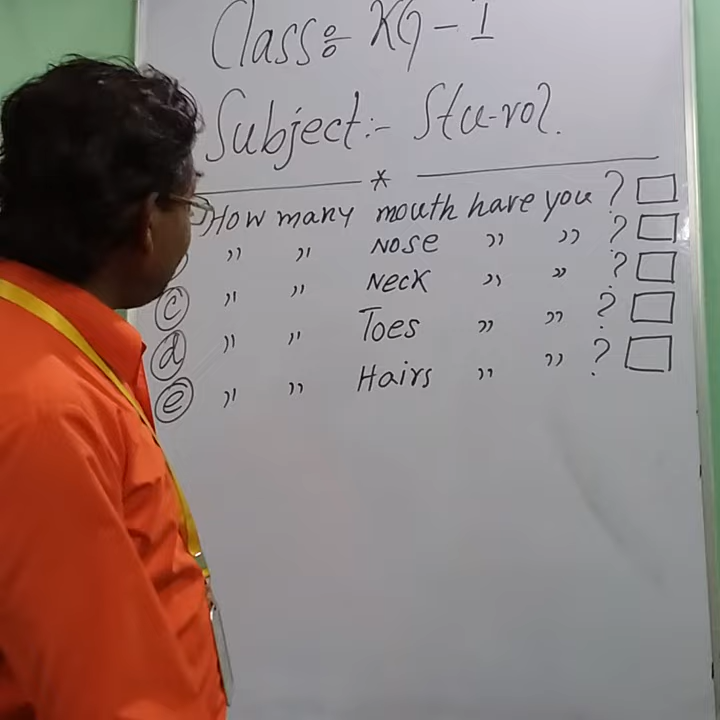 Class:- KG-I
Subject:- Stu-vol.
*
How many mouth have you ?
" " Nose " " ?
(c) " " Neck " " ?
(d) " " Toes " " ?
(e) " " Hairs " " ?